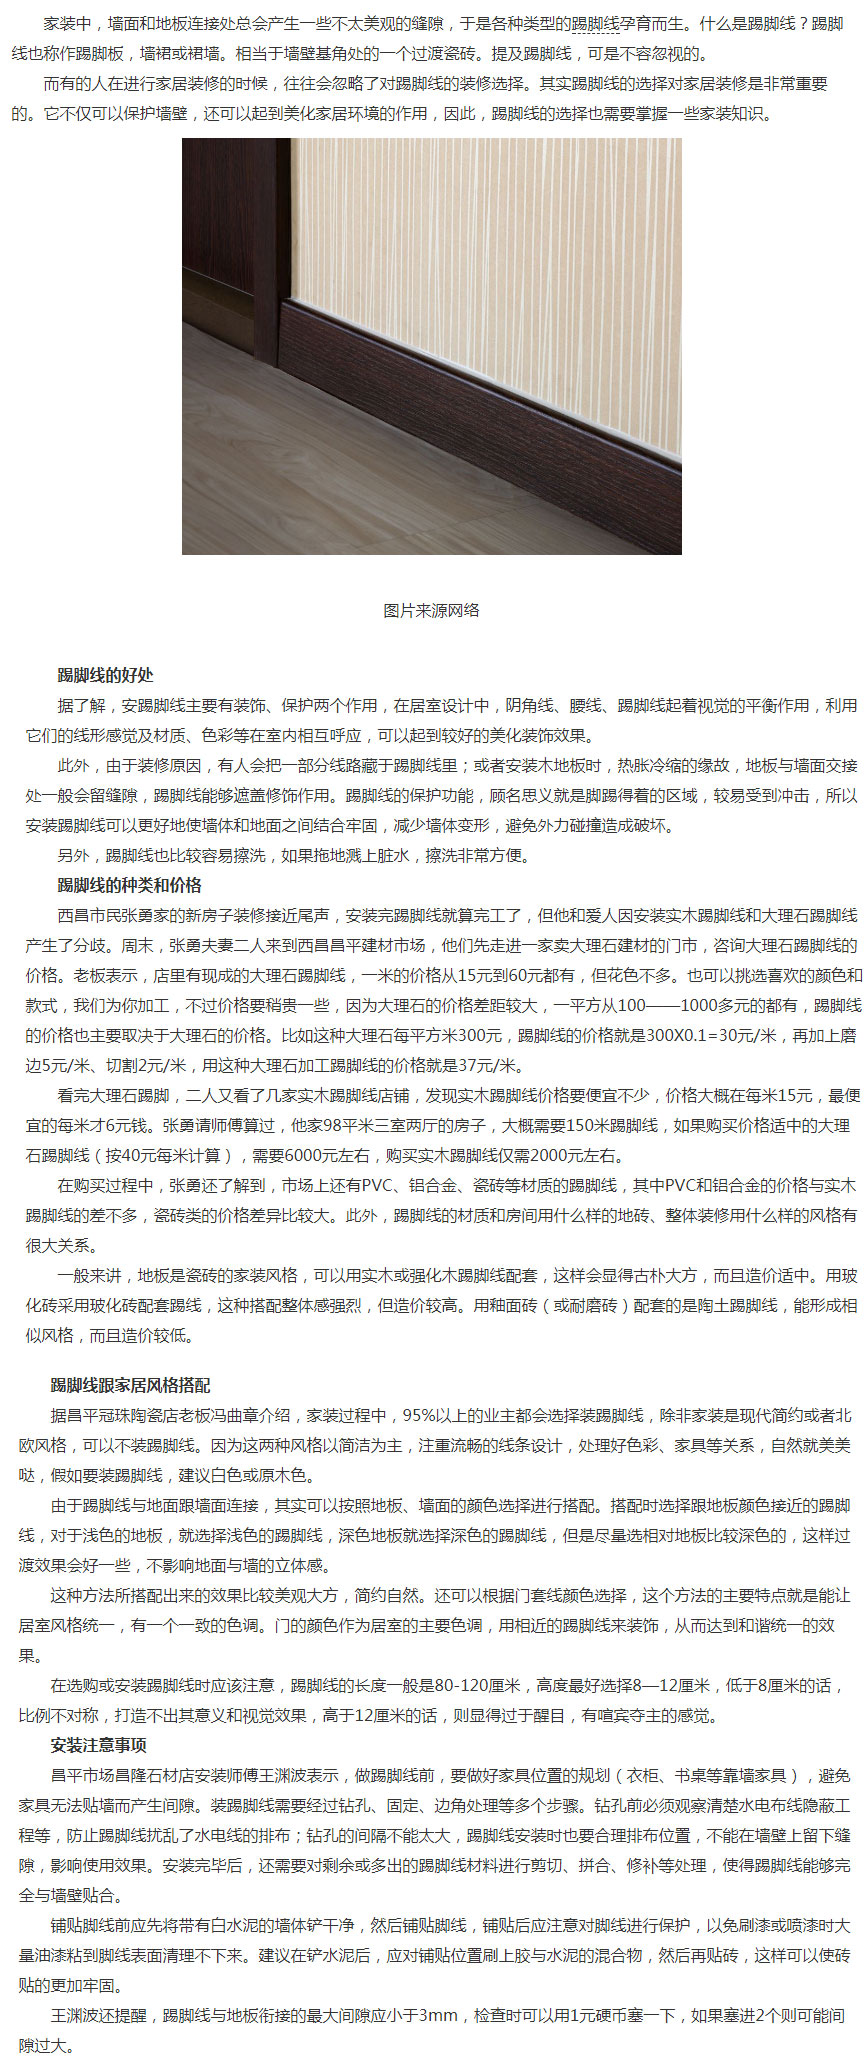 家装中，墙面和地板连接处总会产生一些不太美观的缝隙，于是各种类型的踢脚线孕育而生。什么是踢脚线？踢脚
线也称作踢脚板，墙裙或裙墙。相当于墙壁基角处的一个过渡瓷砖。提及踢脚线，可是不容忽视的。
而有的人在进行家居装修的时候，往往会忽略了对踢脚线的装修选择。其实踢脚线的选择对家居装修是非常重要
的。它不仅可以保护墙壁，还可以起到美化家居环境的作用，因此，踢脚线的选择也需要掌握一些家装知识。
图片来源网络
踢脚线的好处
据了解，安踢脚线主要有装饰、保护两个作用，在居室设计中，阴角线、腰线、踢脚线起着视觉的平衡作用，利用
它们的线形感觉及材质、色彩等在室内相互呼应，可以起到较好的美化装饰效果。
此外，由于装修原因，有人会把一部分线路藏于踢脚线里；或者安装木地板时，热胀冷缩的缘故，地板与墙面交接
处一般会留缝隙，踢脚线能够遮盖修饰作用。踢脚线的保护功能，顾名思义就是脚踢得着的区域，较易受到冲击，所以
安装踢脚线可以更好地使墙体和地面之间结合牢固，减少墙体变形，避免外力碰撞造成破坏。
另外，踢脚线也比较容易擦洗，如果拖地溅上脏水，擦洗非常方便。
踢脚线的种类和价格
西昌市民张勇家的新房子装修接近尾声，安装完踢脚线就算完工了，但他和爱人因安装实木踢脚线和大理石踢脚线
产生了分歧。周末，张勇夫妻二人来到西昌昌平建材市场，他们先走进一家卖大理石建材的门市，咨询大理石踢脚线的
价格。老板表示，店里有现成的大理石踢脚线，一米的价格从15元到60元都有，但花色不多。也可以挑选喜欢的颜色和
款式，我们为你加工，不过价格要稍贵一些，因为大理石的价格差距较大，一平方从100——1000多元的都有，踢脚线
的价格也主要取决于大理石的价格。比如这种大理石每平方米300元，踢脚线的价格就是300X0.1=30元/米，再加上磨
边5元/米、切割2元/米，用这种大理石加工踢脚线的价格就是37元/米。
看完大理石踢脚，二人又看了几家实木踢脚线店铺，发现实木踢脚线价格要便宜不少，价格大概在每米15元，最便
宜的每米才6元钱。张勇请师傅算过，他家98平米三室两厅的房子，大概需要150米踢脚线，如果购买价格适中的大理
石踢脚线（按40元每米计算），需要6000元左右，购买实木踢脚线仅需2000元左右。
在购买过程中，张勇还了解到，市场上还有PVC、铝合金、瓷砖等材质的踢脚线，其中PVC和铝合金的价格与实木
踢脚线的差不多，瓷砖类的价格差异比较大。此外，踢脚线的材质和房间用什么样的地砖、整体装修用什么样的风格有
很大关系。
一般来讲，地板是瓷砖的家装风格，可以用实木或强化木踢脚线配套，这样会显得古朴大方，而且造价适中。用玻
化砖采用玻化砖配套踢线，这种搭配整体感强烈，但造价较高。用釉面砖（或耐磨砖）配套的是陶土踢脚线，能形成相
似风格，而且造价较低。
踢脚线跟家居风格搭配
据昌平冠珠陶瓷店老板冯曲章介绍，家装过程中，95%以上的业主都会选择装踢脚线，除非家装是现代简约或者北
欧风格，可以不装踢脚线。因为这两种风格以简洁为主，注重流畅的线条设计，处理好色彩、家具等关系，自然就美美
哒，假如要装踢脚线，建议白色或原木色。
由于踢脚线与地面跟墙面连接，其实可以按照地板、墙面的颜色选择进行搭配。搭配时选择跟地板颜色接近的踢脚
线，对于浅色的地板，就选择浅色的踢脚线，深色地板就选择深色的踢脚线，但是尽量选相对地板比较深色的，这样过
渡效果会好一些，不影响地面与墙的立体感。
这种方法所搭配出来的效果比较美观大方，简约自然。还可以根据门套线颜色选择，这个方法的主要特点就是能让
居室风格统一，有一个一致的色调。门的颜色作为居室的主要色调，用相近的踢脚线来装饰，从而达到和谐统一的效
果。
在选购或安装踢脚线时应该注意，踢脚线的长度一般是80-120厘米，高度最好选择8—12厘米，低于8厘米的话，
比例不对称，打造不出其意义和视觉效果，高于12厘米的话，则显得过于醒目，有喧宾夺主的感觉。
安装注意事项
昌平市场昌隆石材店安装师傅王渊波表示，做踢脚线前，要做好家具位置的规划（衣柜、书桌等靠墙家具），避免
家具无法贴墙而产生间隙。装踢脚线需要经过钻孔、固定、边角处理等多个步骤。钻孔前必须观察清楚水电布线隐蔽工
程等，防止踢脚线扰乱了水电线的排布；钻孔的间隔不能太大，踢脚线安装时也要合理排布位置，不能在墙壁上留下缝
隙，影响使用效果。安装完毕后，还需要对剩余或多出的踢脚线材料进行剪切、拼合、修补等处理，使得踢脚线能够完
全与墙壁贴合。
铺贴脚线前应先将带有白水泥的墙体铲干净，然后铺贴脚线，铺贴后应注意对脚线进行保护，以免刷漆或喷漆时大
量油漆粘到脚线表面清理不下来。建议在铲水泥后，应对铺贴位置刷上胶与水泥的混合物，然后再贴砖，这样可以使砖
贴的更加牢固。
王渊波还提醒，踢脚线与地板衔接的最大间隙应小于3mm，检查时可以用1元硬币塞一下，如果塞进2个则可能间
隙过大。